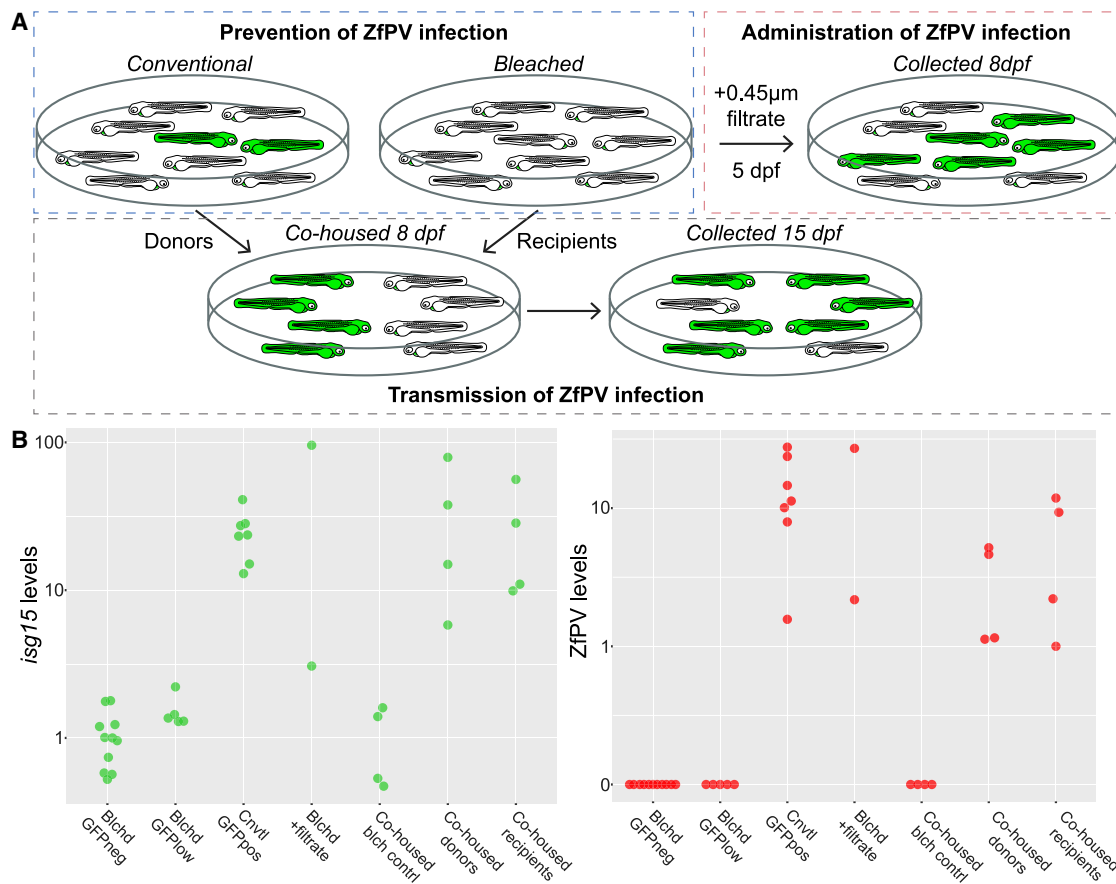 A
Prevention of ZfPV infection
Conventional
Bleached
Administration of ZfPV infection
Collected 8dpf
+0.45µm
filtrate
5 dpf
Donors
Recipients
Co-housed 8 dpf
Collected 15 dpf
Transmission of ZfPV infection
B
isg15 levels
100
10
1
Blchd
GFPneg
Blchd
GFPlow
Cnvtl
GFPpos
Blchd
+filtrate
Co-housed
blch contrl
Co-housed
donors
Co-housed
recipients
ZfPV levels
10
1
0
Blchd
GFPneg
Blchd
GFPlow
Cnvtl
GFPpos
Blchd
+filtrate
Co-housed
blch contrl
Co-housed
donors
Co-housed
recipients